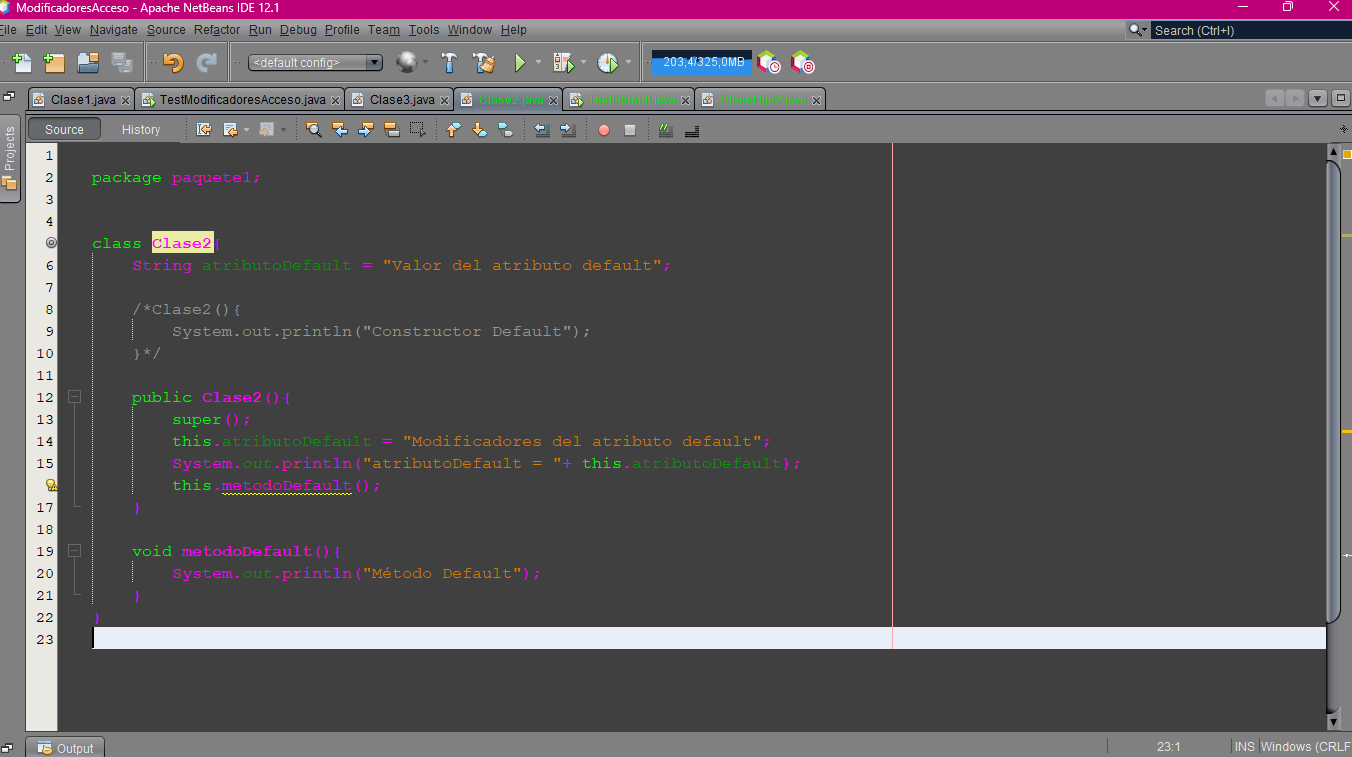 ModificadoresAcceso - Apache NetBeans IDE 12.1
File Edit View Navigate Source Refactor Run Debug Profile Team Tools Window Help
Search (Ctrl+I)
<default config>
203,4/325,0MB
Clase1.java TestModificadoresAcceso.java Clase3.java Clase2.java TestDefault.java ClaseHija2.java
Projects
Source History
1
2 package paquete1;
3
4
class Clase2{
6 String atributoDefault = "Valor del atributo default";
7
8 /*Clase2(){
9 System.out.println("Constructor Default");
10 }*/
11
12 public Clase2(){
13 super();
14 this.atributoDefault = "Modificadores del atributo default";
15 System.out.println("atributoDefault = "+ this.atributoDefault);
this.metodoDefault();
17 }
18
19 void metodoDefault(){
20 System.out.println("Método Default");
21 }
22 }
23
Output
23:1 INS Windows (CRLF